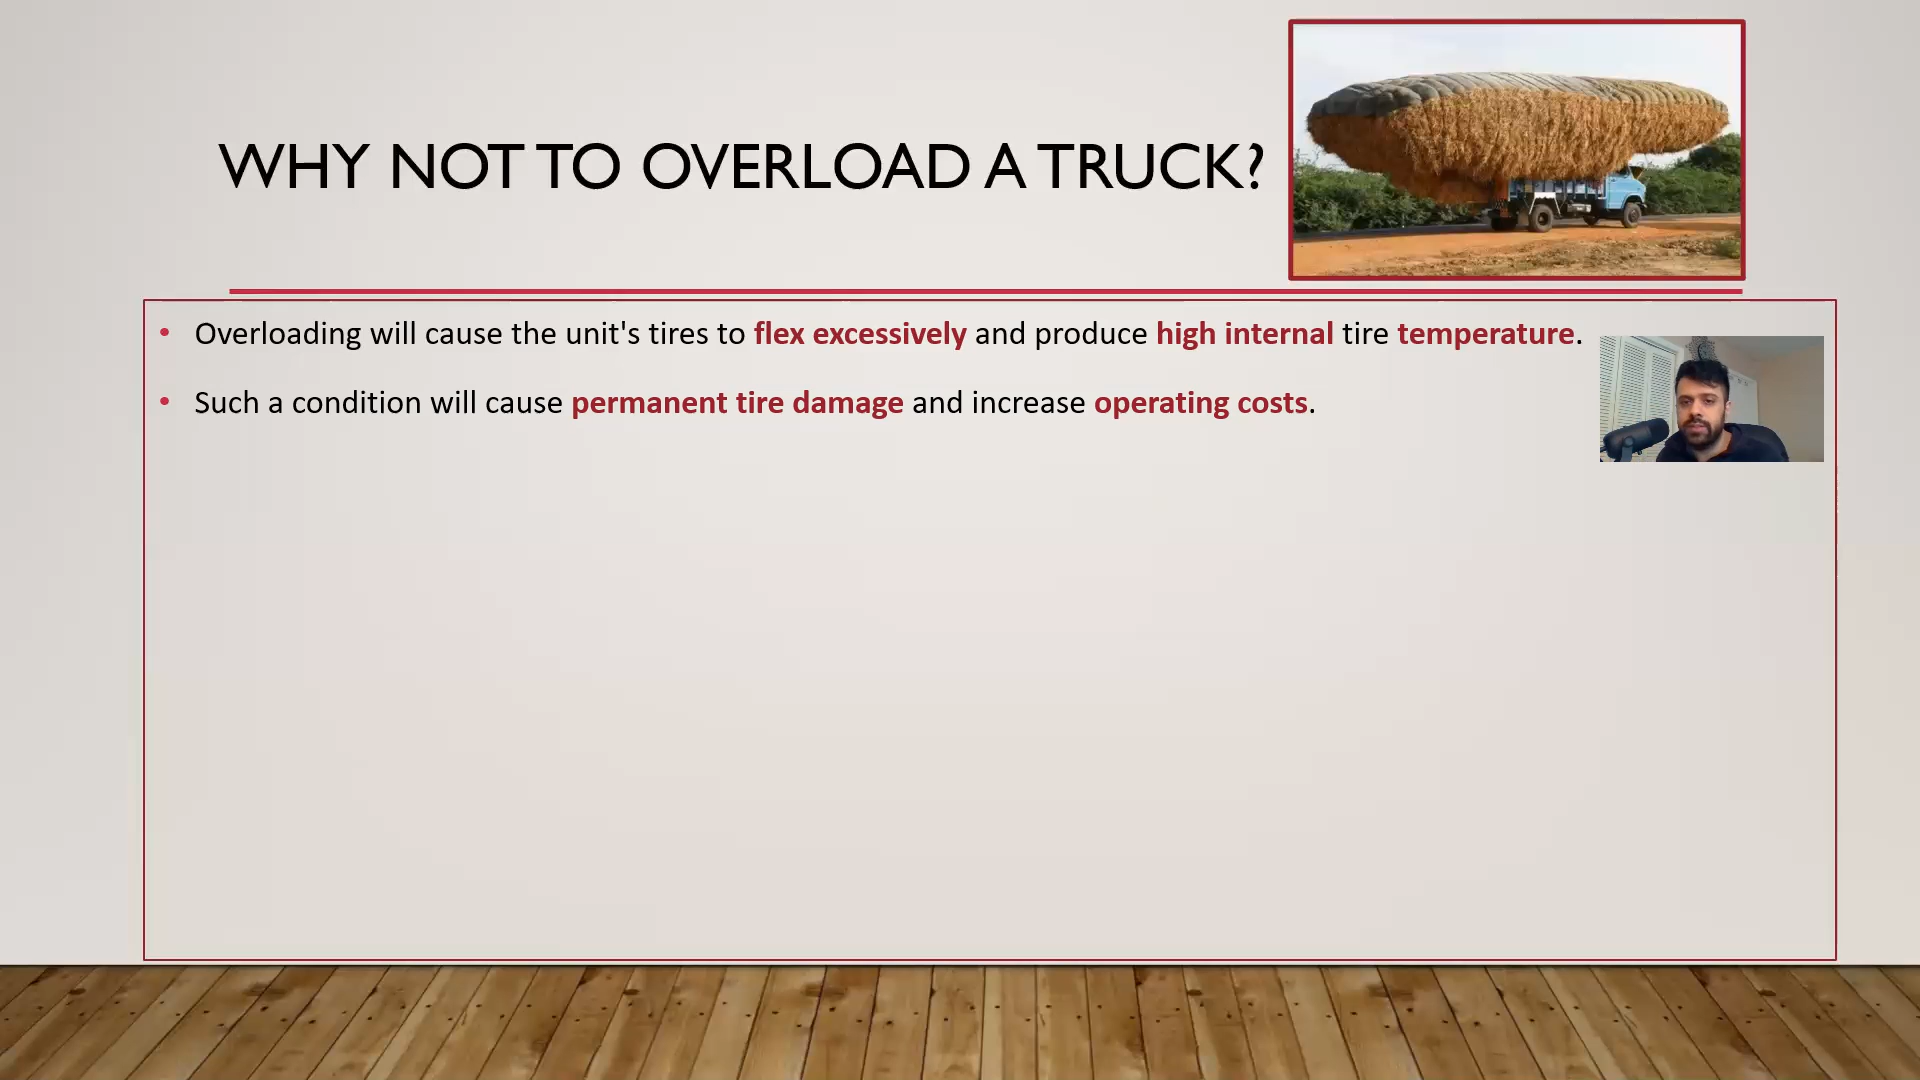 WHY NOT TO OVERLOAD A TRUCK?
• Overloading will cause the unit's tires to flex excessively and produce high internal tire temperature.
• Such a condition will cause permanent tire damage and increase operating costs.